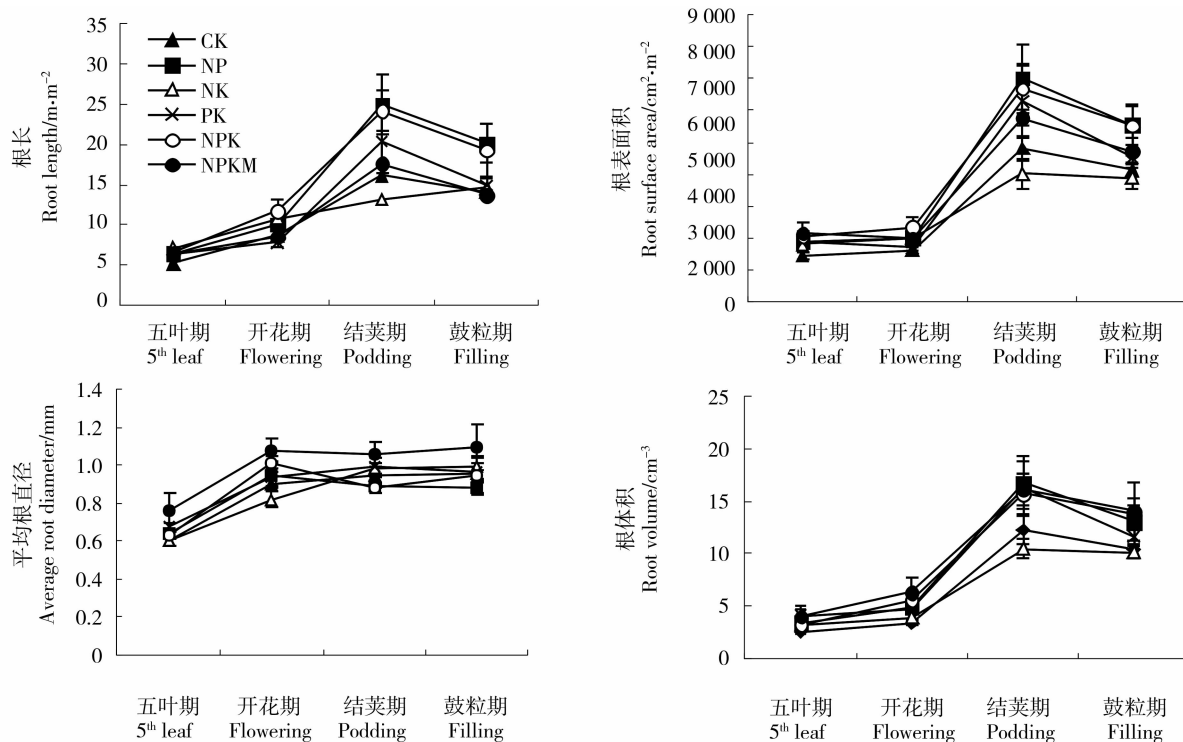 根长
Root length/m·m⁻²
35
30
25
20
15
10
5
0
CK
NP
NK
PK
NPK
NPKM
五叶期 开花期 结荚期 鼓粒期
5th leaf Flowering Podding Filling
根表面积
Root surface area/cm²·m⁻²
9 000
8 000
7 000
6 000
5 000
4 000
3 000
2 000
0
五叶期 开花期 结荚期 鼓粒期
5th leaf Flowering Podding Filling
平均根直径
Average root diameter/mm
1.4
1.2
1.0
0.8
0.6
0.4
0.2
0
五叶期 开花期 结荚期 鼓粒期
5th leaf Flowering Podding Filling
根体积
Root volume/cm⁻³
25
20
15
10
5
0
五叶期 开花期 结荚期 鼓粒期
5th leaf Flowering Podding Filling